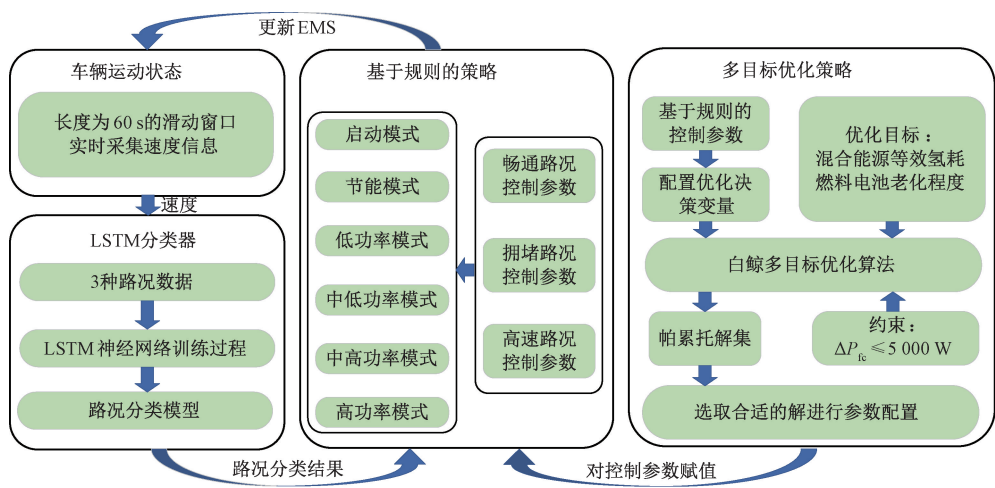 更新EMS
车辆运动状态
长度为60 s的滑动窗口
实时采集速度信息
速度
LSTM分类器
3种路况数据
LSTM神经网络训练过程
路况分类模型
路况分类结果
基于规则的策略
启动模式
节能模式
低功率模式
中低功率模式
中高功率模式
高功率模式
畅通路况
控制参数
拥堵路况
控制参数
高速路况
控制参数
多目标优化策略
基于规则的
控制参数
配置优化决
策变量
优化目标：
混合能源等效氢耗
燃料电池老化程度
白鲸多目标优化算法
帕累托解集
约束：
ΔPfc≤5 000 W
选取合适的解进行参数配置
对控制参数赋值